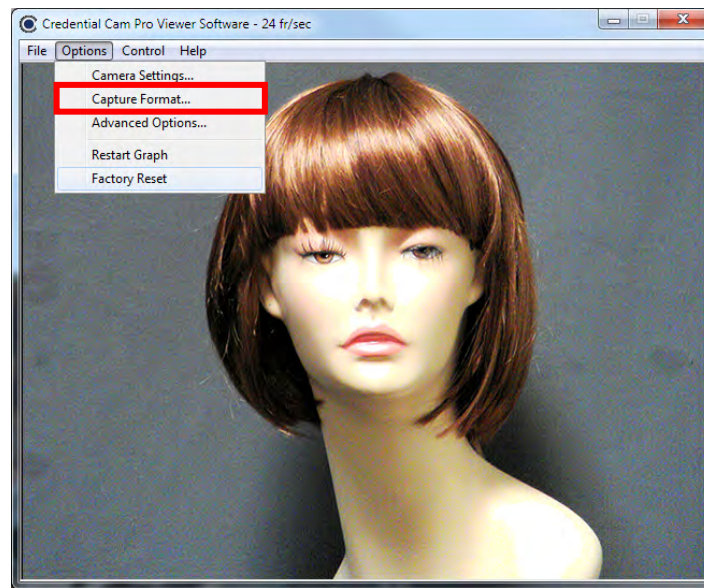 Credential Cam Pro Viewer Software - 24 fr/sec
File Options Control Help
Camera Settings...
Capture Format...
Advanced Options...
Restart Graph
Factory Reset